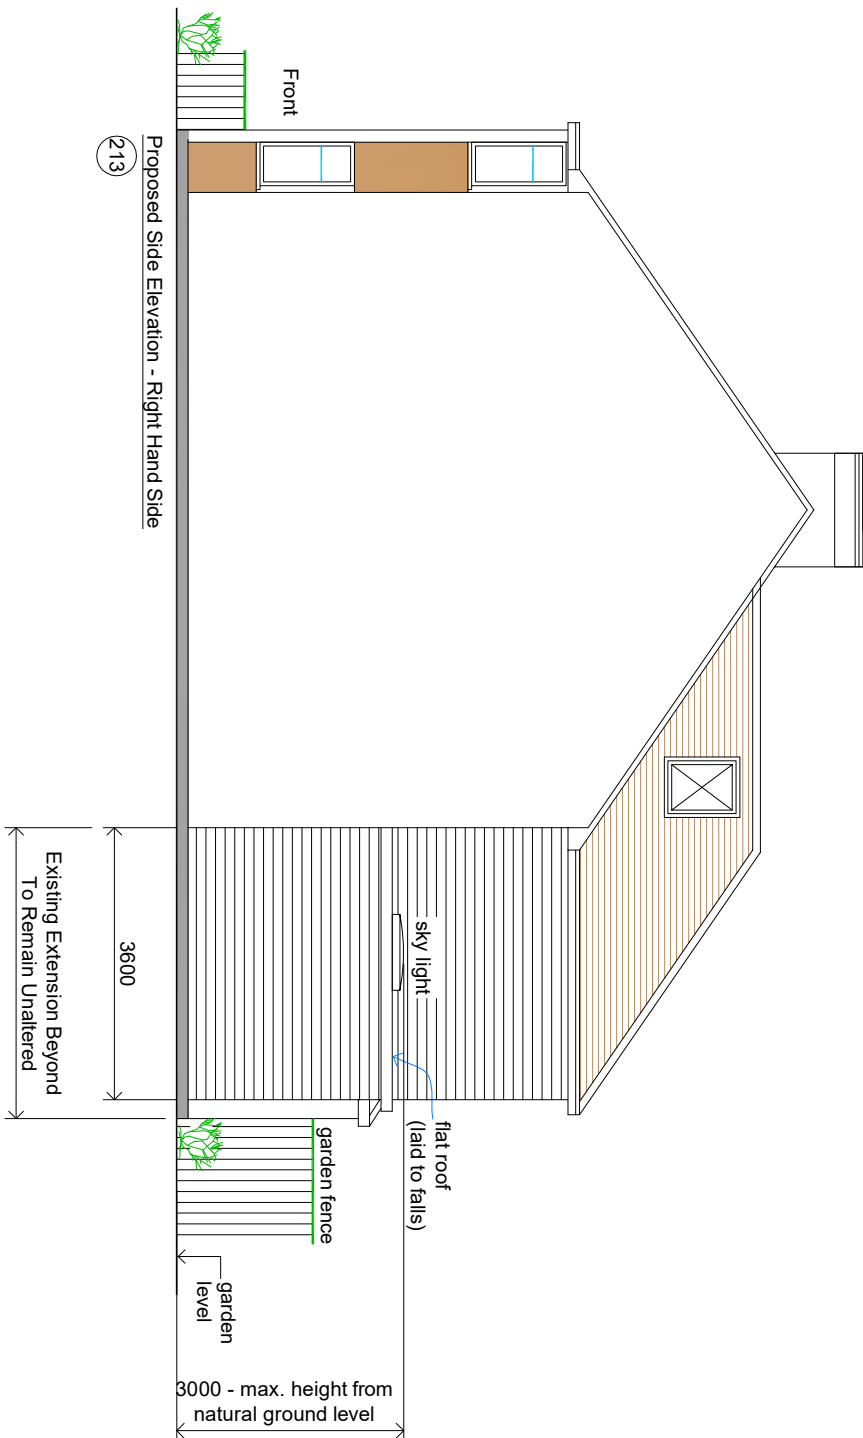 Front
sky light
flat roof
(laid to falls)
garden fence
garden
level
3000 - max. height from
natural ground level
3600
Existing Extension Beyond
To Remain Unaltered
213
Proposed Side Elevation - Right Hand Side